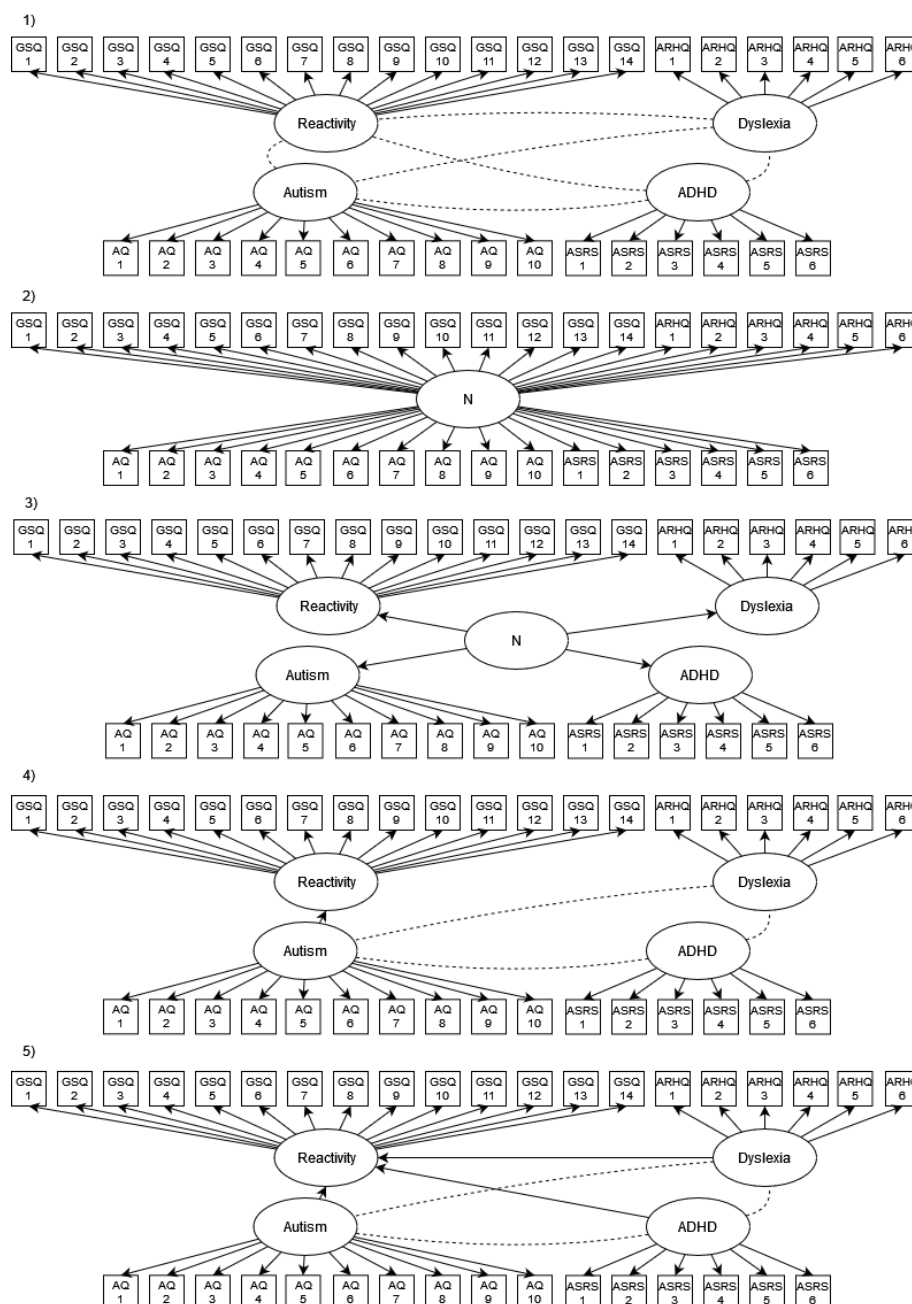 1)
GSQ GSQ GSQ GSQ GSQ GSQ GSQ GSQ GSQ GSQ GSQ GSQ GSQ GSQ ARHQ ARHQ ARHQ ARHQ ARHQ ARHQ
1 2 3 4 5 6 7 8 9 10 11 12 13 14 1 2 3 4 5 6
Reactivity Dyslexia
Autism ADHD
AQ AQ AQ AQ AQ AQ AQ AQ AQ AQ ASRS ASRS ASRS ASRS ASRS ASRS
1 2 3 4 5 6 7 8 9 10 1 2 3 4 5 6
2)
GSQ GSQ GSQ GSQ GSQ GSQ GSQ GSQ GSQ GSQ GSQ GSQ GSQ GSQ ARHQ ARHQ ARHQ ARHQ ARHQ ARHQ
1 2 3 4 5 6 7 8 9 10 11 12 13 14 1 2 3 4 5 6
N
AQ AQ AQ AQ AQ AQ AQ AQ AQ AQ ASRS ASRS ASRS ASRS ASRS ASRS
1 2 3 4 5 6 7 8 9 10 1 2 3 4 5 6
3)
GSQ GSQ GSQ GSQ GSQ GSQ GSQ GSQ GSQ GSQ GSQ GSQ GSQ GSQ ARHQ ARHQ ARHQ ARHQ ARHQ ARHQ
1 2 3 4 5 6 7 8 9 10 11 12 13 14 1 2 3 4 5 6
Reactivity Dyslexia
N
Autism ADHD
AQ AQ AQ AQ AQ AQ AQ AQ AQ AQ ASRS ASRS ASRS ASRS ASRS ASRS
1 2 3 4 5 6 7 8 9 10 1 2 3 4 5 6
4)
GSQ GSQ GSQ GSQ GSQ GSQ GSQ GSQ GSQ GSQ GSQ GSQ GSQ GSQ ARHQ ARHQ ARHQ ARHQ ARHQ ARHQ
1 2 3 4 5 6 7 8 9 10 11 12 13 14 1 2 3 4 5 6
Reactivity Dyslexia
Autism ADHD
AQ AQ AQ AQ AQ AQ AQ AQ AQ AQ ASRS ASRS ASRS ASRS ASRS ASRS
1 2 3 4 5 6 7 8 9 10 1 2 3 4 5 6
5)
GSQ GSQ GSQ GSQ GSQ GSQ GSQ GSQ GSQ GSQ GSQ GSQ GSQ GSQ ARHQ ARHQ ARHQ ARHQ ARHQ ARHQ
1 2 3 4 5 6 7 8 9 10 11 12 13 14 1 2 3 4 5 6
Reactivity Dyslexia
Autism ADHD
AQ AQ AQ AQ AQ AQ AQ AQ AQ AQ ASRS ASRS ASRS ASRS ASRS ASRS
1 2 3 4 5 6 7 8 9 10 1 2 3 4 5 6